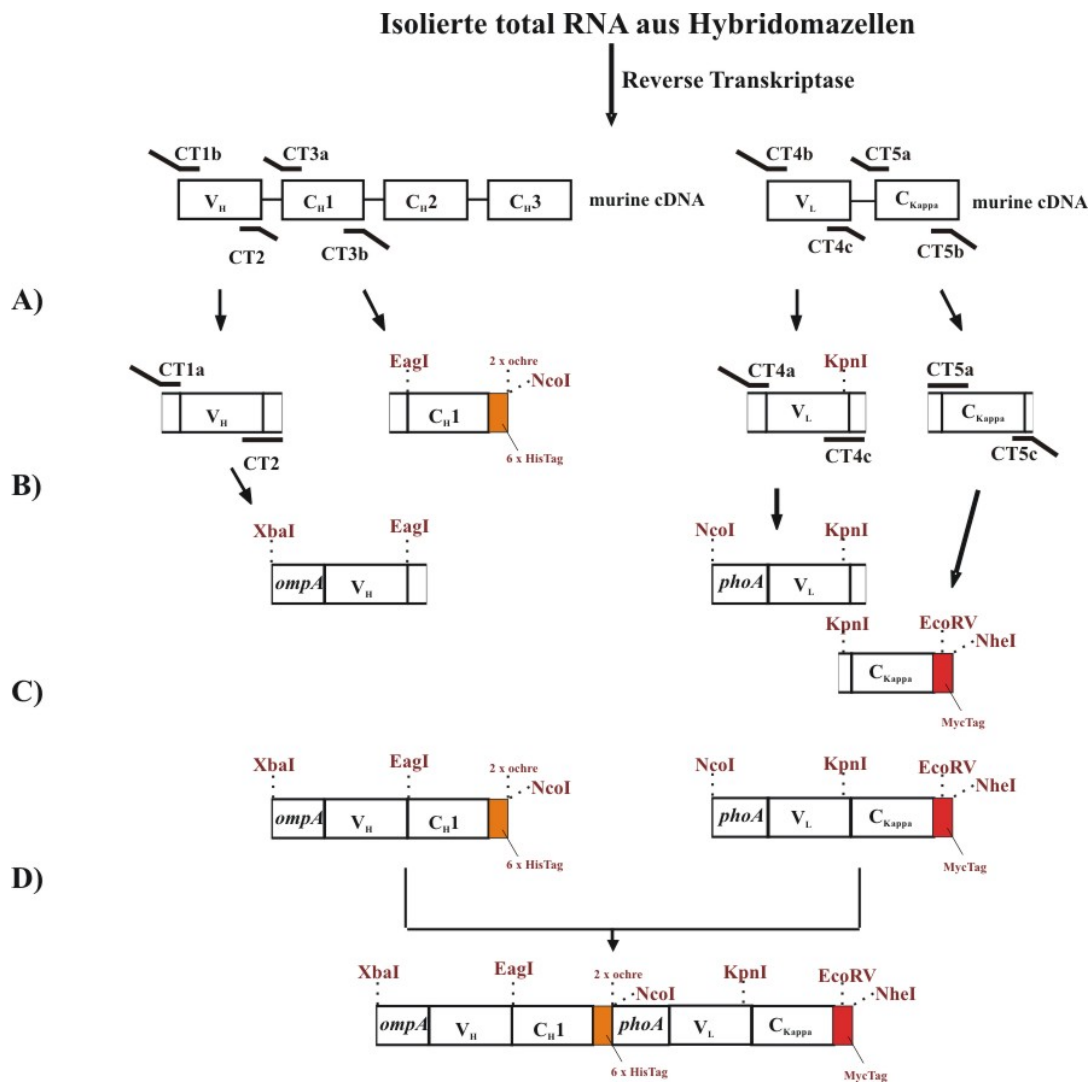 Isolierte total RNA aus Hybridomazellen
Reverse Transkriptase
CT1b CT3a CT4b CT5a
VH CH1 CH2 CH3 murine cDNA VL CKappa murine cDNA
CT2 CT3b CT4c CT5b
A)
CT1a EagI 2 x ochre NcoI CT4a KpnI CT5a
VH CH1 VL CKappa
CT2 6 x HisTag CT4c CT5c
B)
XbaI EagI NcoI KpnI
ompA VH phoA VL
KpnI EcoRV NheI
CKappa
C)
MycTag
XbaI EagI 2 x ochre NcoI NcoI KpnI EcoRV NheI
ompA VH CH1 phoA VL CKappa
6 x HisTag MycTag
D)
XbaI EagI 2 x ochre NcoI KpnI EcoRV NheI
ompA VH CH1 phoA VL CKappa
6 x HisTag MycTag